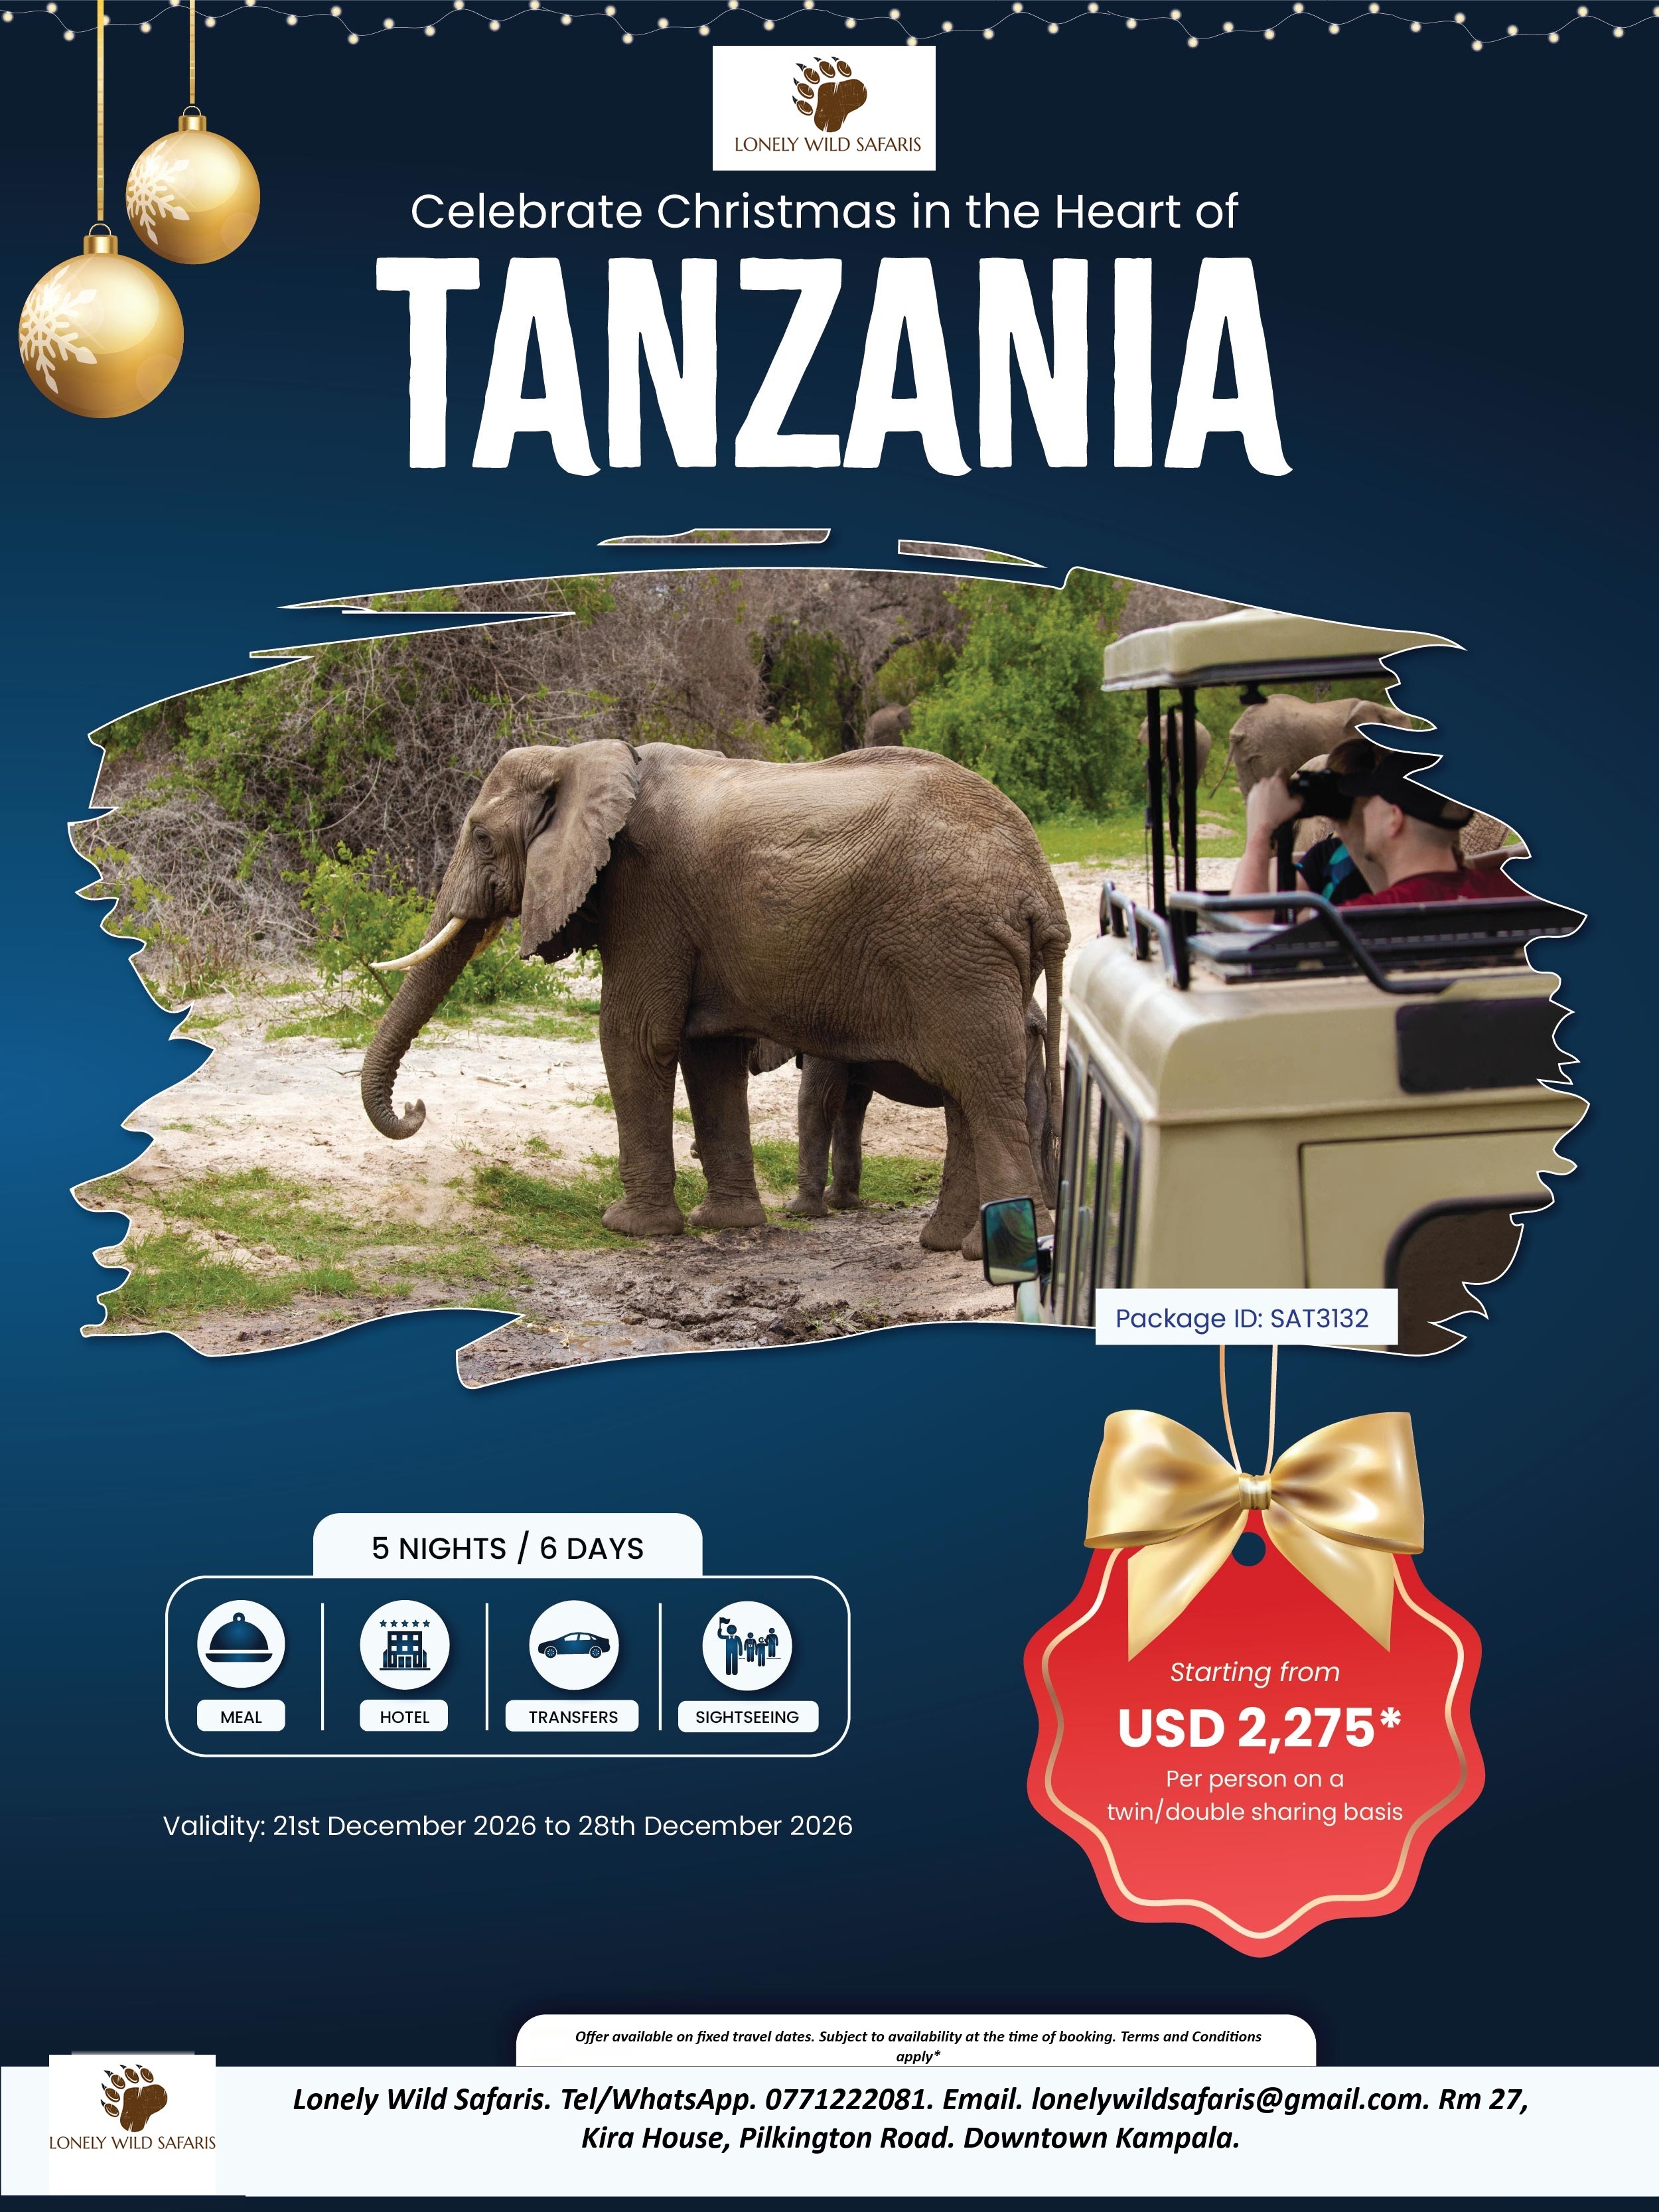 LONELY WILD SAFARIS
Celebrate Christmas in the Heart of
TANZANIA
Package ID: SAT3132
5 NIGHTS / 6 DAYS
MEAL
HOTEL
TRANSFERS
SIGHTSEEING
Validity: 21st December 2026 to 28th December 2026
Starting from
USD 2,275*
Per person on a
twin/double sharing basis
Offer available on fixed travel dates. Subject to availability at the time of booking. Terms and Conditions
apply*
LONELY WILD SAFARIS
Lonely Wild Safaris. Tel/WhatsApp. 0771222081. Email. lonelywildsafaris@gmail.com. Rm 27,
Kira House, Pilkington Road. Downtown Kampala.